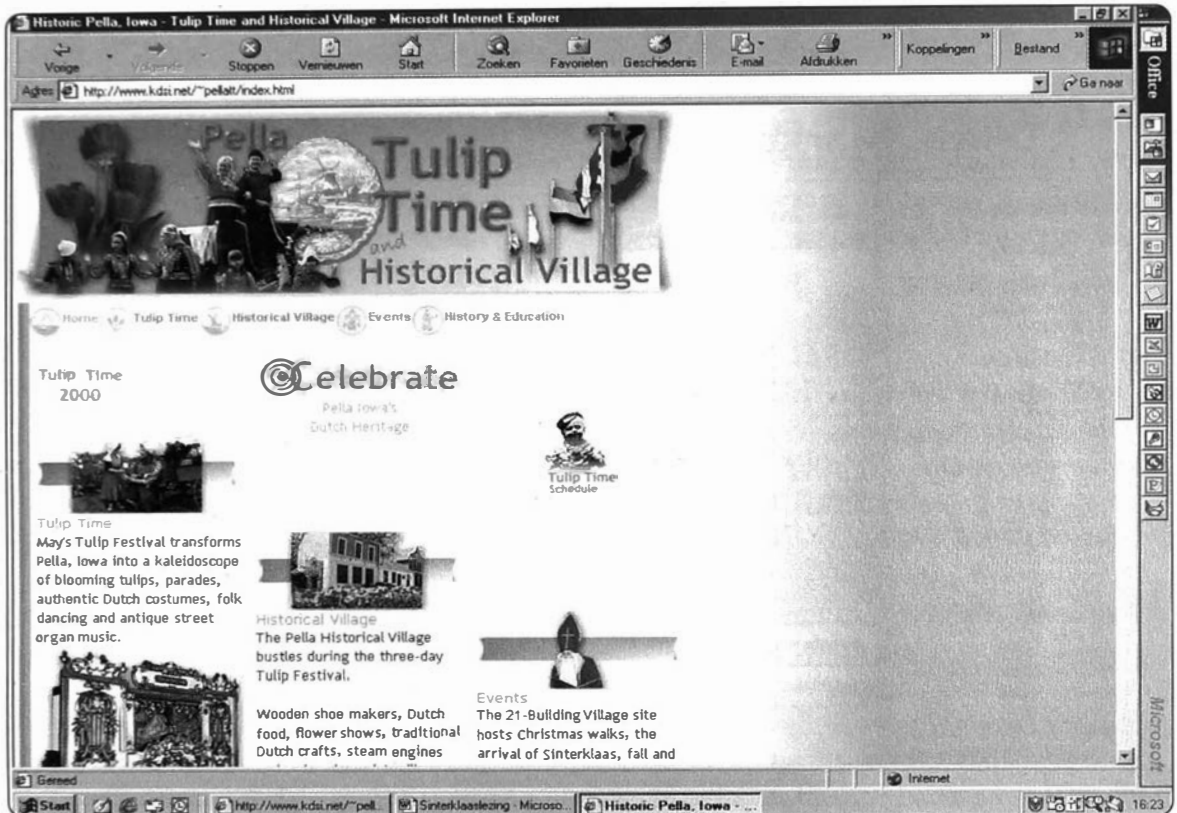 Historic Pella, Iowa - Tulip Time and Historical Village - Microsoft Internet Explorer
Vorige
Volgende
Stoppen
Vernieuwen
Start
Zoeken
Favorieten
Geschiedenis
E-mail
Afdrukken
Koppelingen
Bestand
Adres http://www.kdsi.net/~pellatt/index.html
Ga naar
Office
Pella
Tulip
Time
and
Historical Village
Home Tulip Time Historical Village Events History & Education
Tulip Time
2000
Celebrate
Pella Iowa's
Dutch Heritage
Tulip Time
Schedule
Tulip Time
May's Tulip Festival transforms
Pella, Iowa into a kaleidoscope
of blooming tulips, parades,
authentic Dutch costumes, folk
dancing and antique street
organ music.
Historical Village
The Pella Historical Village
bustles during the three-day
Tulip Festival.
Wooden shoe makers, Dutch
food, flower shows, traditional
Dutch crafts, steam engines
Events
The 21-Building Village site
hosts Christmas walks, the
arrival of Sinterklaas, fall and
Microsoft
Gereed
Internet
Start
http://www.kdsi.net/~pell...
Sinterklaaslezing - Microso...
Historic Pella, Iowa - ...
16:23